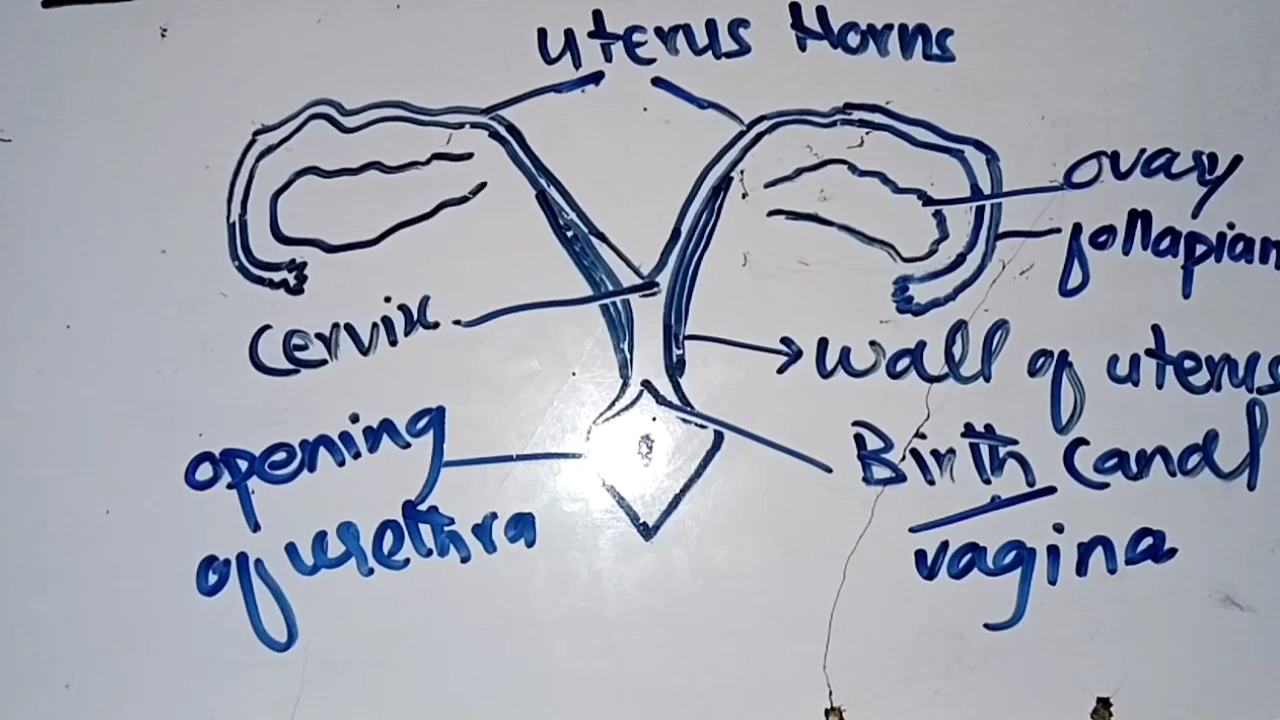 uterus Horns
ovary
follapian
cervix
wall of uterus
opening
of urethra
Birth canal
vagina